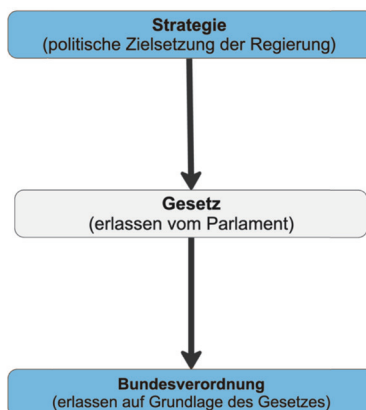 Strategie
(politische Zielsetzung der Regierung)
Gesetz
(erlassen vom Parlament)
Bundesverordnung
(erlassen auf Grundlage des Gesetzes)